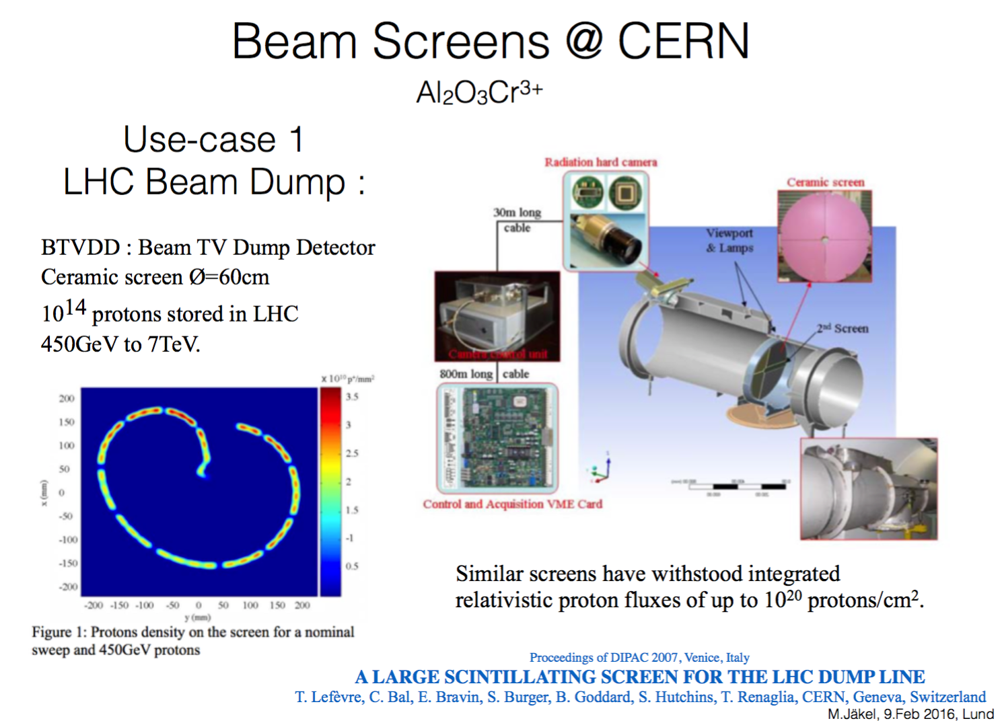 Beam Screens @ CERN
Al₂O₃Cr³⁺
Use-case 1
LHC Beam Dump :
BTVDD : Beam TV Dump Detector
Ceramic screen Ø=60cm
10¹⁴ protons stored in LHC
450GeV to 7TeV.
x 10¹⁰ p⁺/mm²
200
150
100
50
0
-50
-100
-150
-200
x (mm)
-200 -150 -100 -50 0 50 100 150 200
y (mm)
3.5
3
2.5
2
1.5
-1
0.5
Figure 1: Protons density on the screen for a nominal
sweep and 450GeV protons
Radiation hard camera
Ceramic screen
30m long
cable
Viewport
& Lamps
2nd Screen
Camera control unit
800m long cable
Control and Acquisition VME Card
Similar screens have withstood integrated
relativistic proton fluxes of up to 10²⁰ protons/cm².
Proceedings of DIPAC 2007, Venice, Italy
A LARGE SCINTILLATING SCREEN FOR THE LHC DUMP LINE
T. Lefèvre, C. Bal, E. Bravin, S. Burger, B. Goddard, S. Hutchins, T. Renaglia, CERN, Geneva, Switzerland
M.Jäkel, 9.Feb 2016, Lund